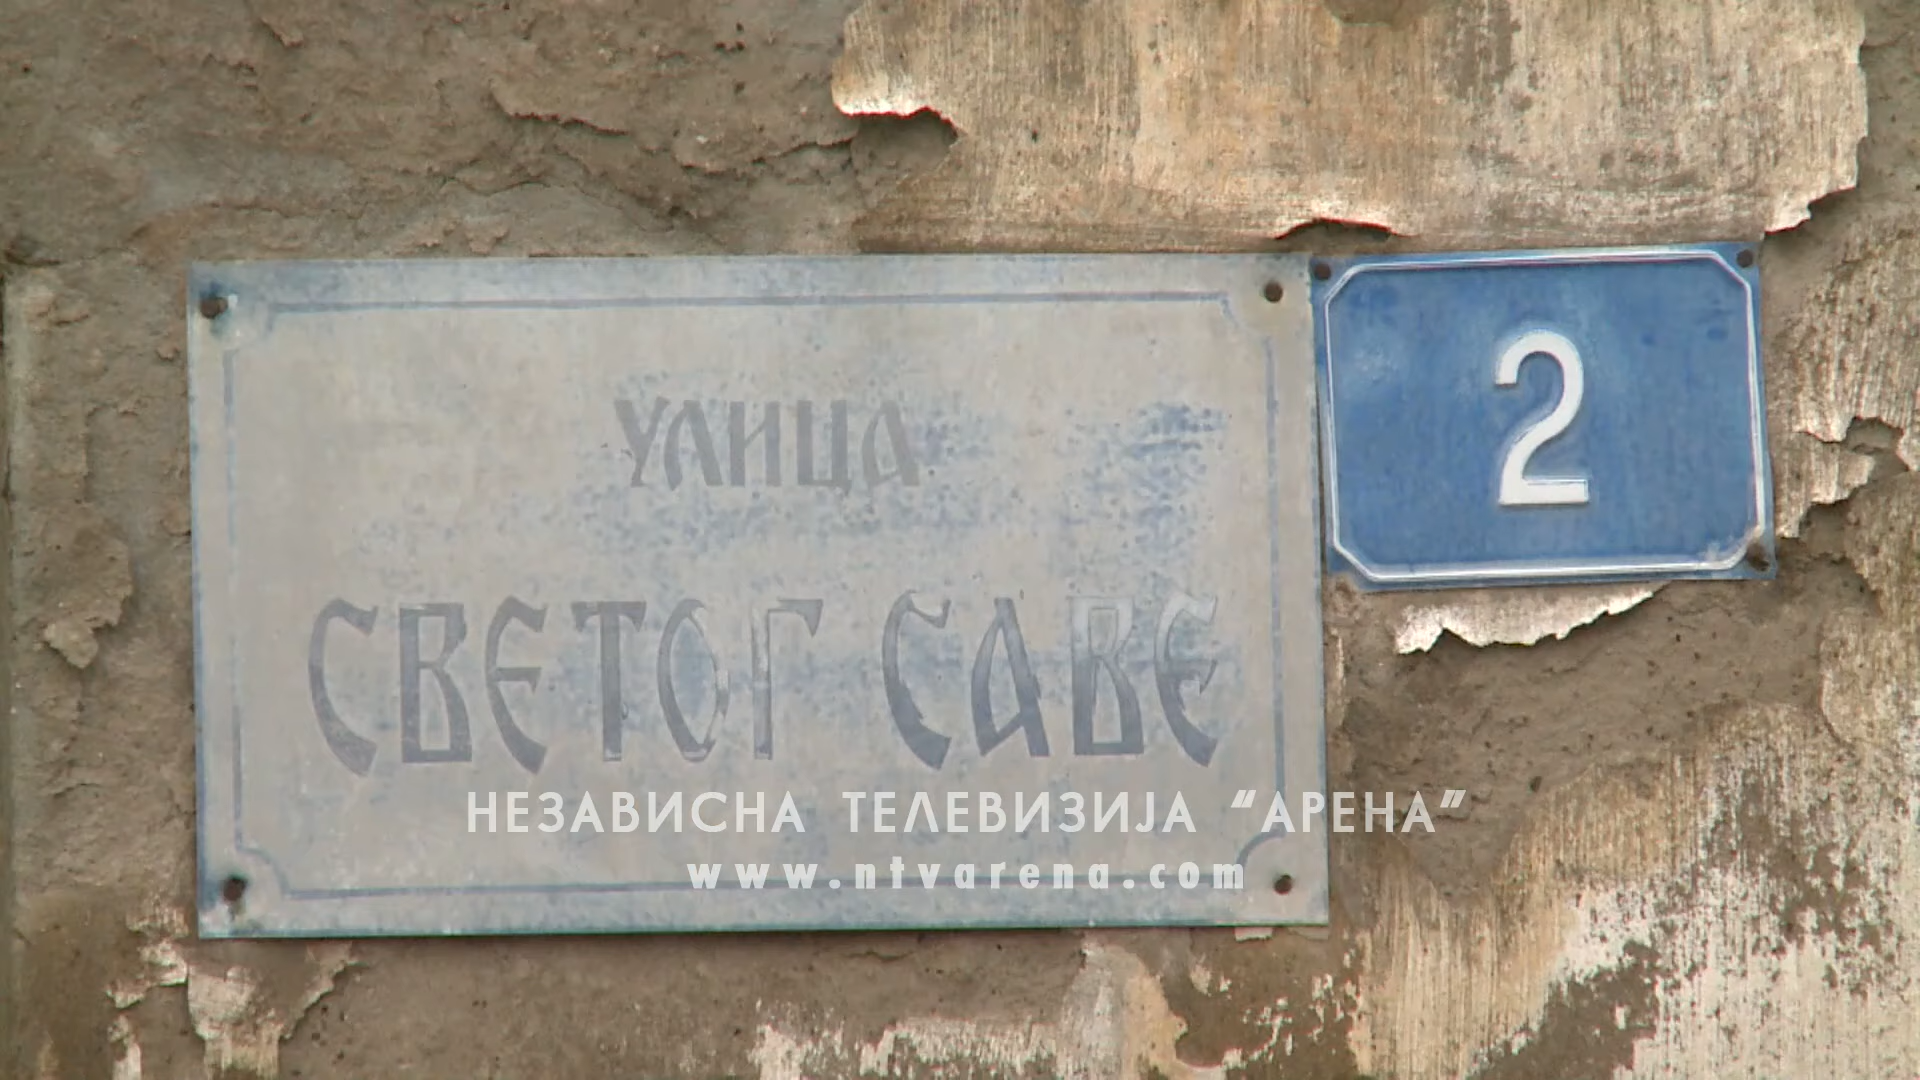 УЛИЦА
СВЕТОГ САВЕ
2
НЕЗАВИСНА ТЕЛЕВИЗИЈА “АРЕНА”
www.ntvarena.com